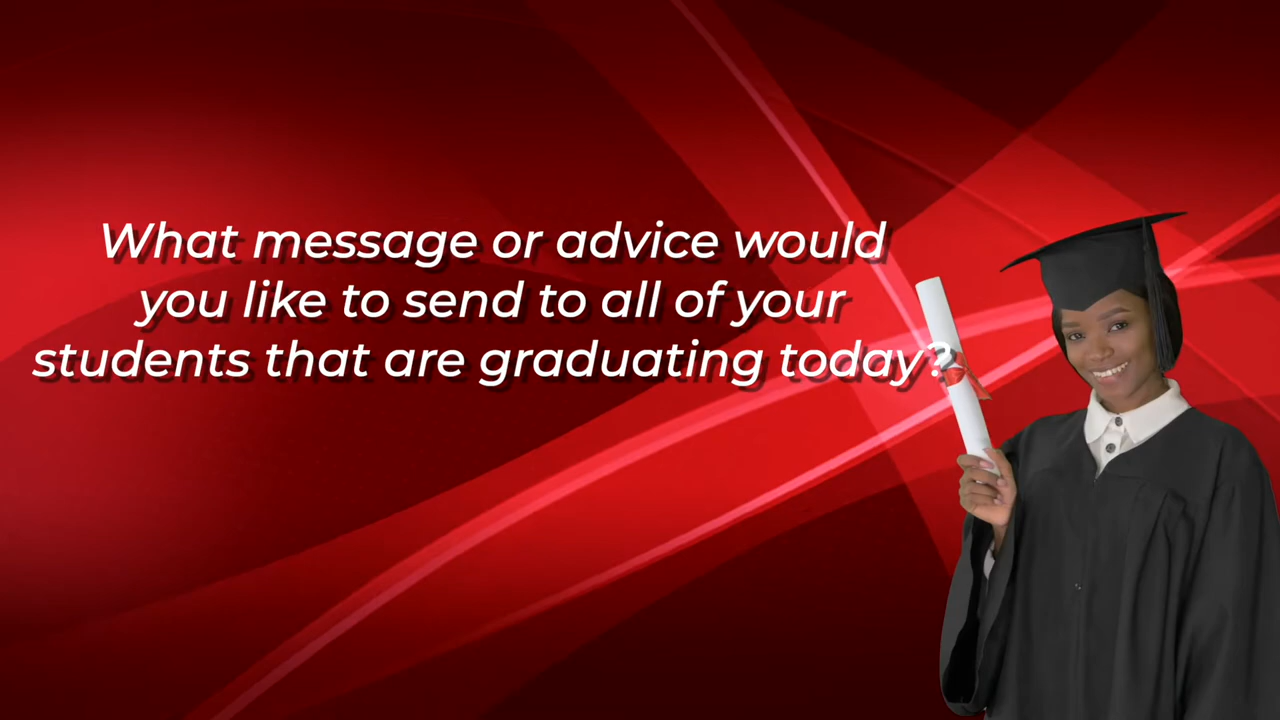 What message or advice would
you like to send to all of your
students that are graduating today?